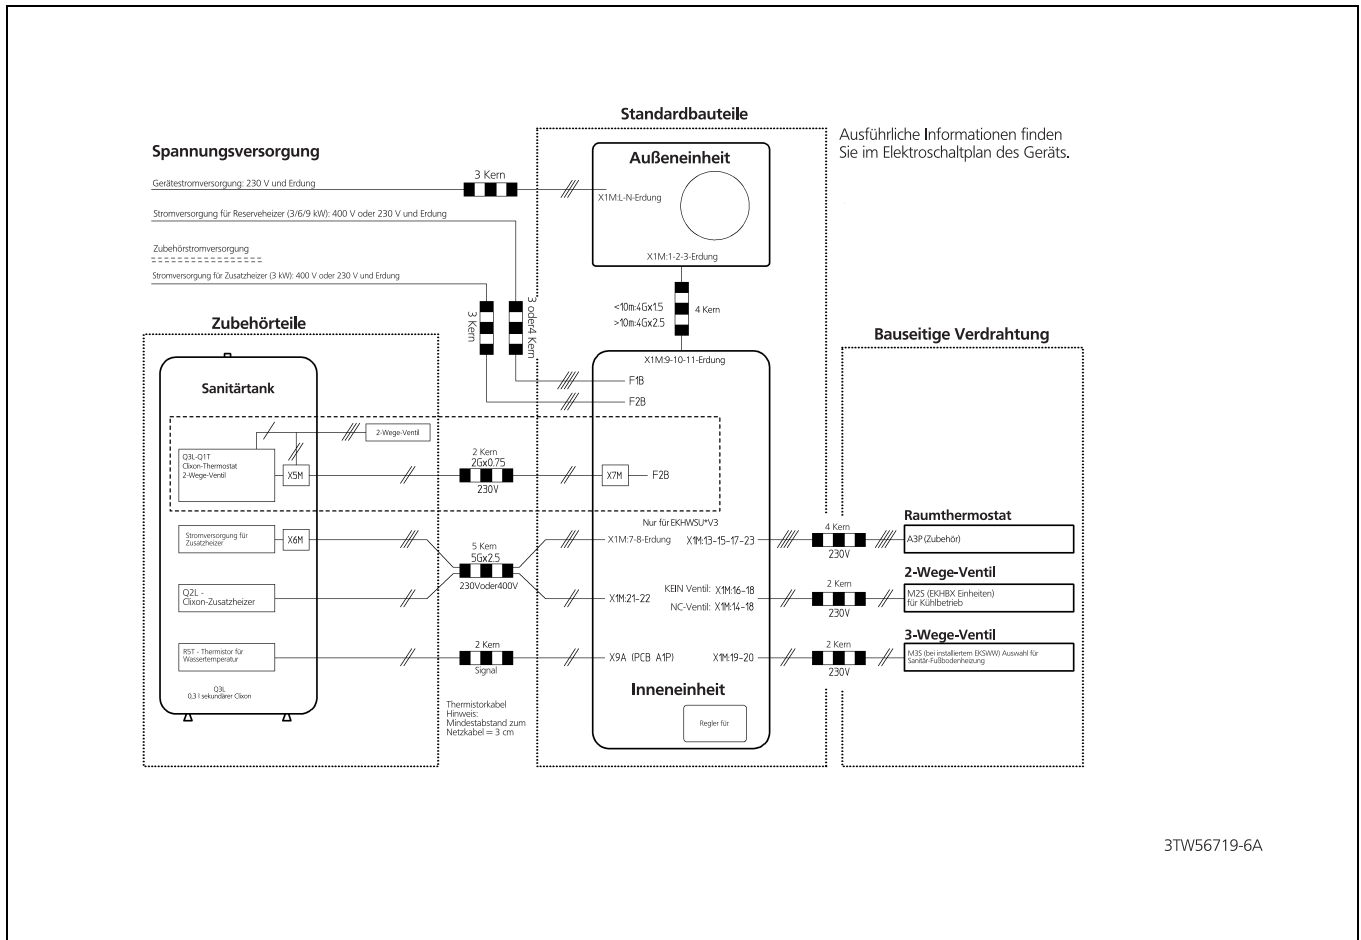 Standardbauteile
Ausführliche Informationen finden
Sie im Elektroschaltplan des Geräts.
Spannungsversorgung
Außeneinheit
3 Kern
Gerätestromversorgung: 230 V und Erdung
X1M:L-N-Erdung
Stromversorgung für Reserveheizer (3/6/9 kW): 400 V oder 230 V und Erdung
Zubehörstromversorgung
X1M:1-2-3-Erdung
Stromversorgung für Zusatzheizer (3 kW): 400 V oder 230 V und Erdung
3 Kern
3 oder4 Kern
<10m:4Gx1.5
>10m:4Gx2.5
4 Kern
Zubehörteile
Bauseitige Verdrahtung
X1M:9-10-11-Erdung
Sanitärtank
F1B
F2B
2-Wege-Ventil
Q3L-Q1T
Clixon-Thermostat
2-Wege-Ventil
X5M
2 Kern
2Gx0.75
230V
X7M
F2B
Nur für EKHWSU*V3
Raumthermostat
Stromversorgung für
Zusatzheizer
X6M
5 Kern
5Gx2.5
230Voder400V
X1M:7-8-Erdung
X1M:13-15-17-23
4 Kern
230V
A3P (Zubehör)
2-Wege-Ventil
Q2L -
Clixon-Zusatzheizer
X1M:21-22
KEIN Ventil: X1M:16-18
NC-Ventil: X1M:14-18
2 Kern
230V
M2S (EKHBX Einheiten)
für Kühlbetrieb
3-Wege-Ventil
R5T - Thermistor für
Wassertemperatur
2 Kern
Signal
X9A (PCB A1P)
X1M:19-20
2 Kern
230V
M3S (bei installiertem EKSWW) Auswahl für
Sanitär-Fußbodenheizung
Q3L
0,3 l sekundärer Clixon
Inneneinheit
Thermistorkabel
Hinweis:
Mindestabstand zum
Netzkabel = 3 cm
Regler für
3TW56719-6A